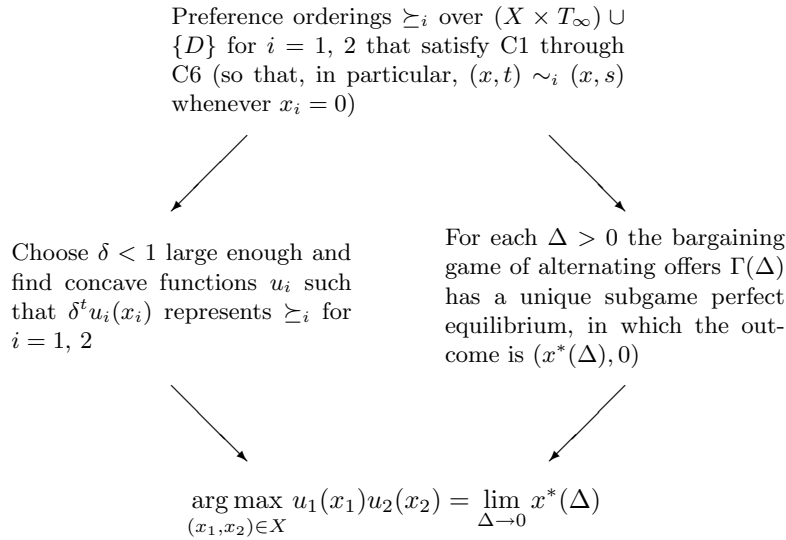 Preference orderings ⪰ᵢ over (X × T∞) ∪
{D} for i = 1, 2 that satisfy C1 through
C6 (so that, in particular, (x, t) ∼ᵢ (x, s)
whenever xᵢ = 0)
Choose δ < 1 large enough and
find concave functions uᵢ such
that δᵗuᵢ(xᵢ) represents ⪰ᵢ for
i = 1, 2
For each Δ > 0 the bargaining
game of alternating offers Γ(Δ)
has a unique subgame perfect
equilibrium, in which the out-
come is (x*(Δ), 0)
arg max u₁(x₁)u₂(x₂) = lim x*(Δ)
(x₁,x₂)∈X Δ→0